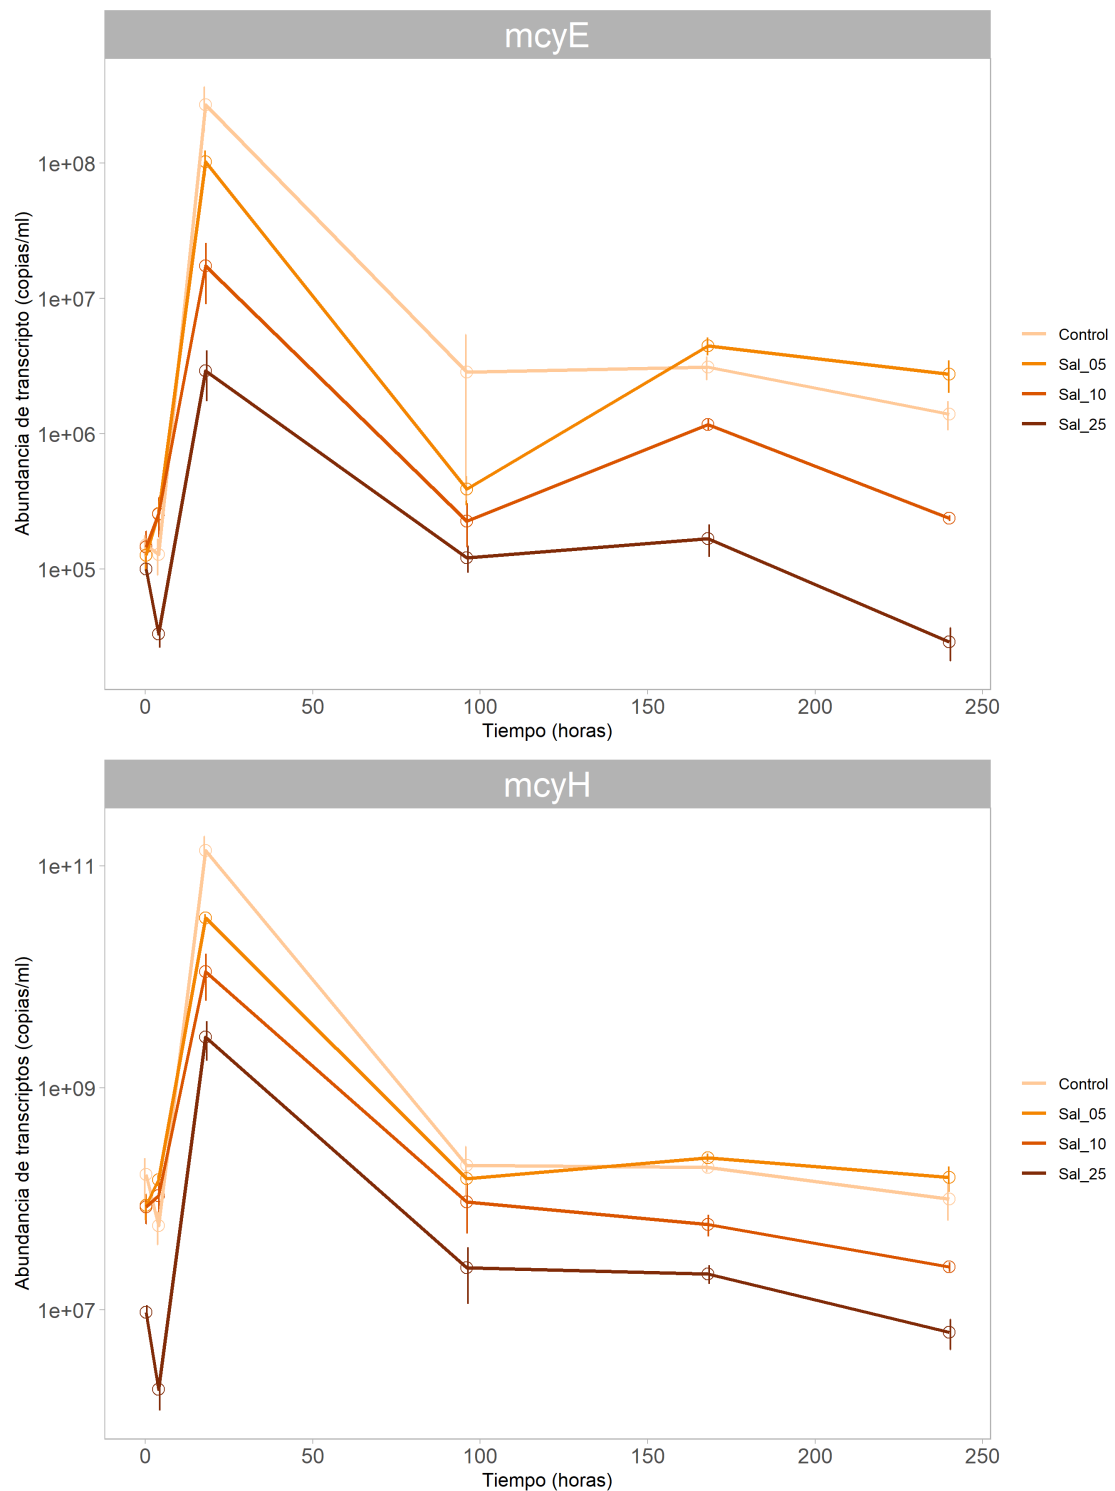 mcyE
Abundancia de transcripto (copias/ml)
1e+08
1e+07
1e+06
1e+05
0 50 100 150 200 250
Tiempo (horas)
Control
Sal_05
Sal_10
Sal_25
mcyH
Abundancia de transcriptos (copias/ml)
1e+11
1e+09
1e+07
0 50 100 150 200 250
Tiempo (horas)
Control
Sal_05
Sal_10
Sal_25